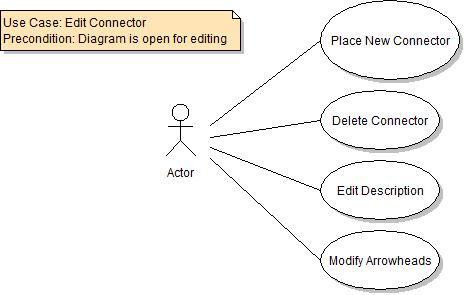 Use Case: Edit Connector
Precondition: Diagram is open for editing
Place New Connector
Delete Connector
Actor
Edit Description
Modify Arrowheads